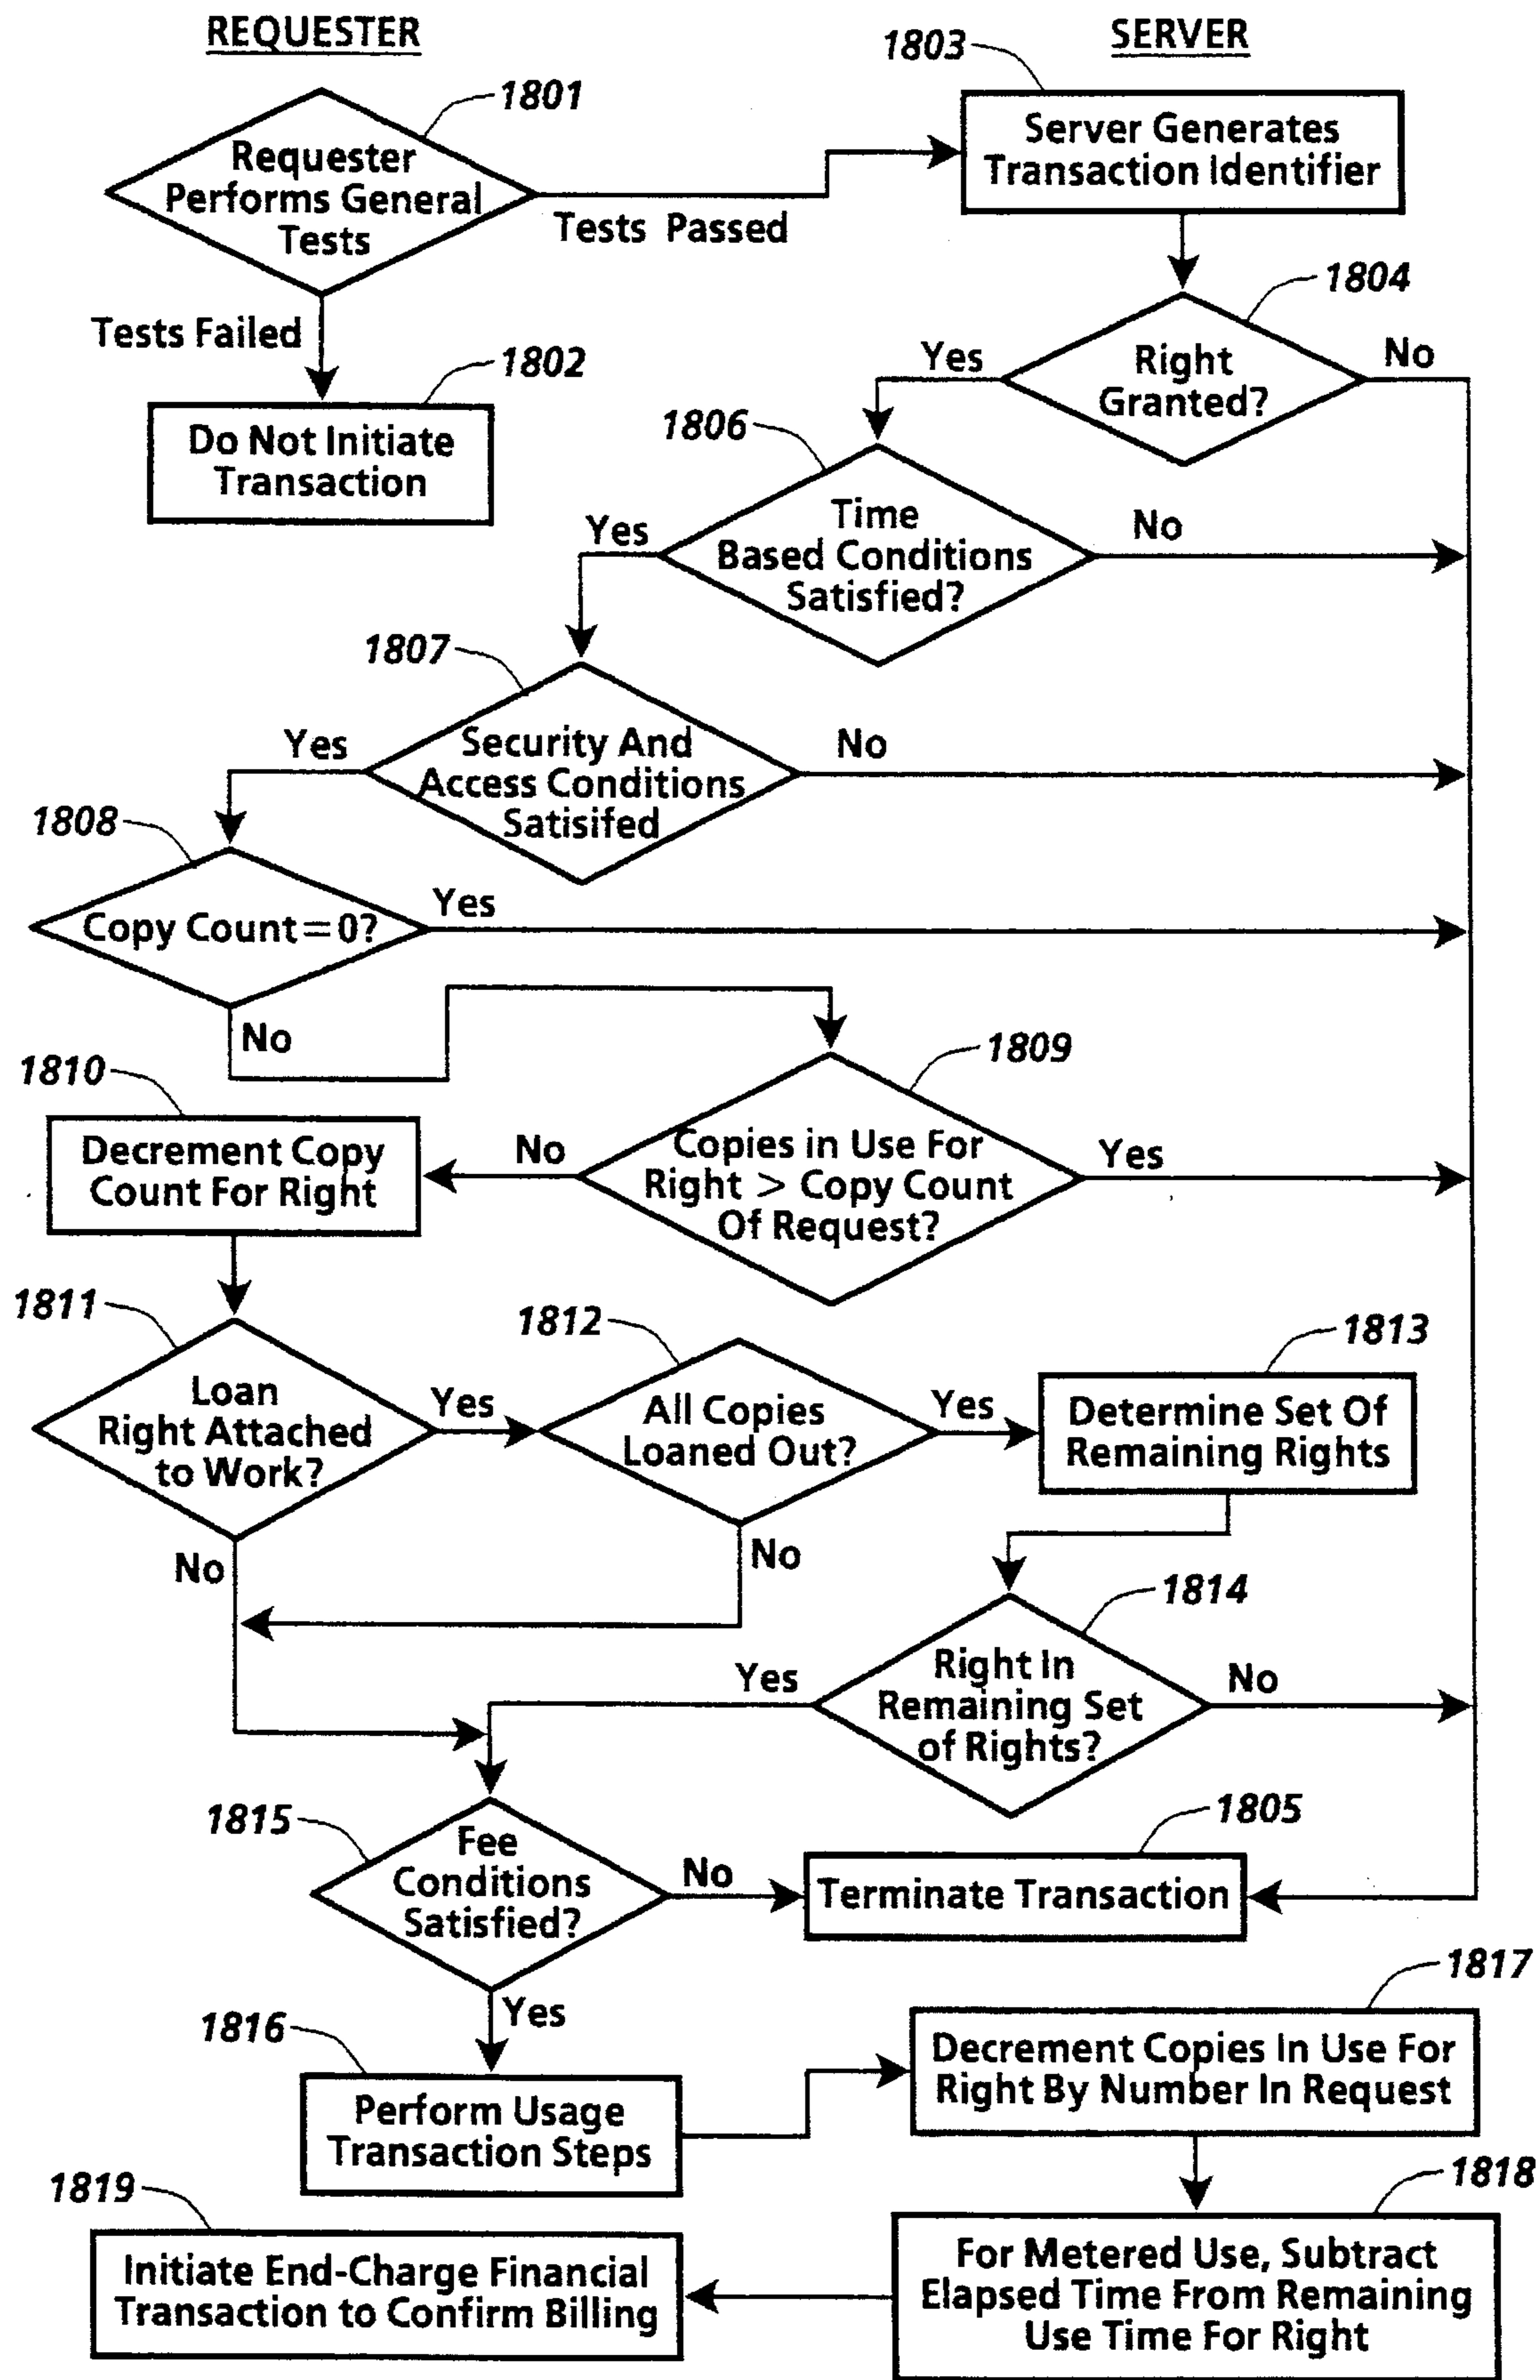 REQUESTER
SERVER
1801
1803
Requester
Performs General
Tests
Server Generates
Transaction Identifier
Tests Passed
Tests Failed
1802
Do Not Initiate
Transaction
1804
Right
Granted?
Yes
No
1806
Time
Based Conditions
Satisfied?
Yes
No
1807
Security And
Access Conditions
Satisifed
Yes
No
1808
Copy Count=0?
Yes
No
1809
Copies in Use For
Right > Copy Count
Of Request?
No
Yes
1810
Decrement Copy
Count For Right
1811
Loan
Right Attached
to Work?
Yes
No
1812
All Copies
Loaned Out?
Yes
No
1813
Determine Set Of
Remaining Rights
1814
Right In
Remaining Set
of Rights?
Yes
No
1815
Fee
Conditions
Satisfied?
No
Yes
1805
Terminate Transaction
1816
Perform Usage
Transaction Steps
1817
Decrement Copies In Use For
Right By Number In Request
1818
For Metered Use, Subtract
Elapsed Time From Remaining
Use Time For Right
1819
Initiate End-Charge Financial
Transaction to Confirm Billing